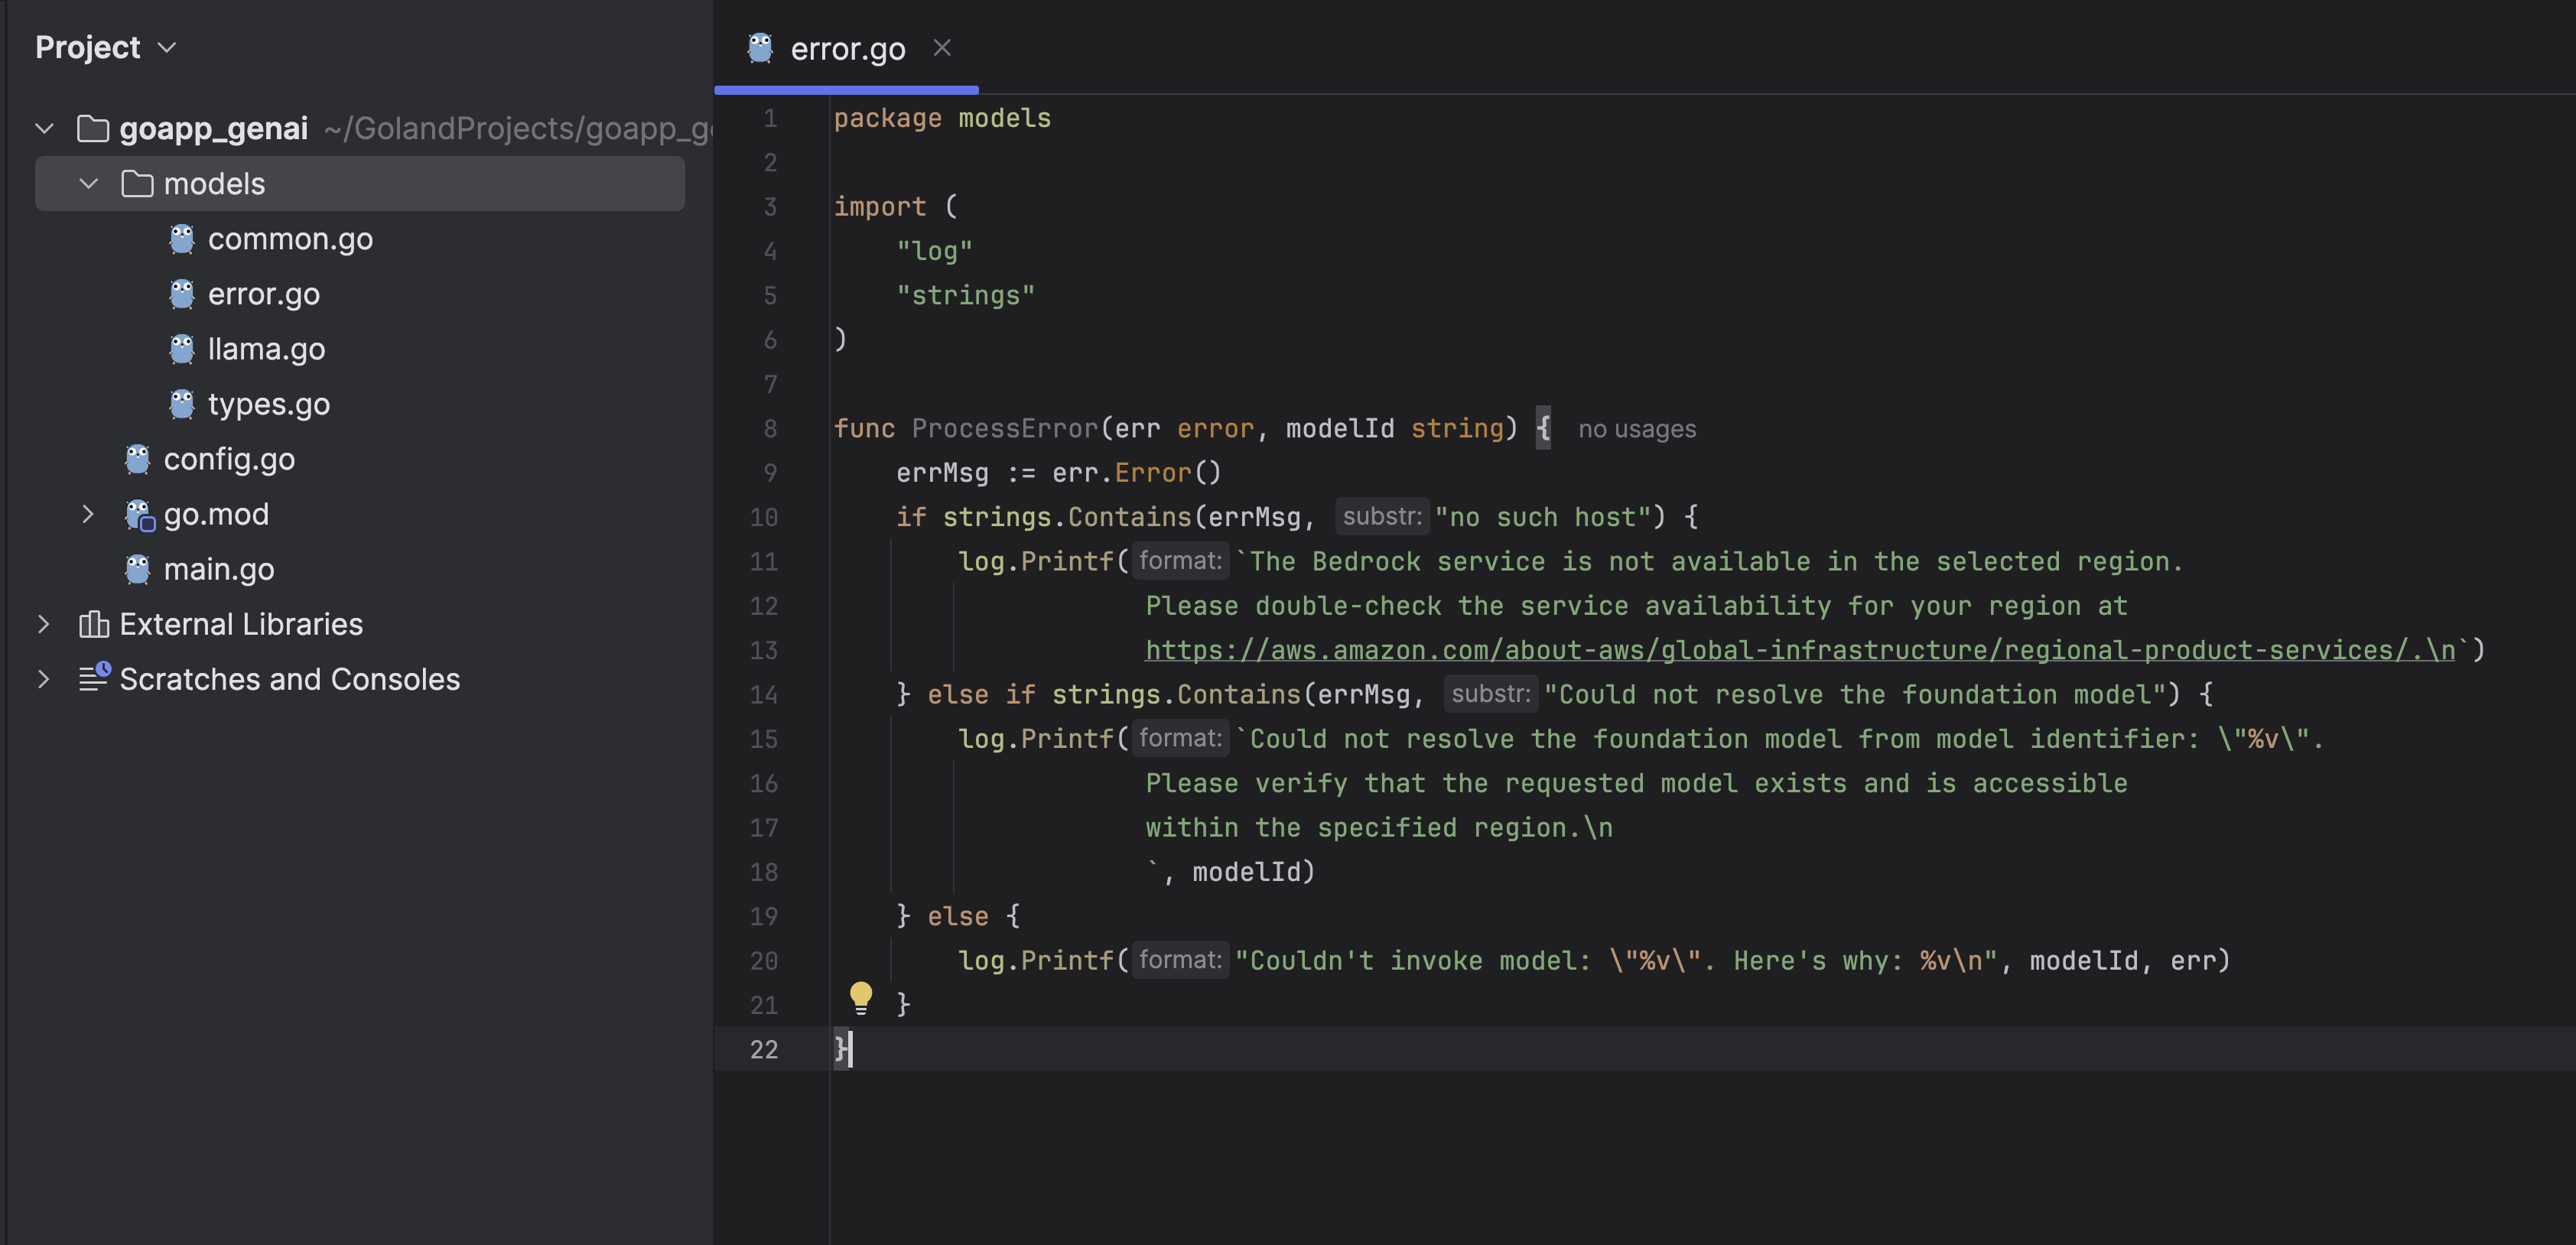 Project
goapp_genai ~/GolandProjects/goapp_g
models
common.go
error.go
llama.go
types.go
config.go
go.mod
main.go
External Libraries
Scratches and Consoles
error.go
1 package models
2
3 import (
4 "log"
5 "strings"
6 )
7
8 func ProcessError(err error, modelId string) { no usages
9 errMsg := err.Error()
10 if strings.Contains(errMsg, substr: "no such host") {
11 log.Printf( format: `The Bedrock service is not available in the selected region.
12 Please double-check the service availability for your region at
13 https://aws.amazon.com/about-aws/global-infrastructure/regional-product-services/.\n`)
14 } else if strings.Contains(errMsg, substr: "Could not resolve the foundation model") {
15 log.Printf( format: `Could not resolve the foundation model from model identifier: \"%v\".
16 Please verify that the requested model exists and is accessible
17 within the specified region.\n
18 `, modelId)
19 } else {
20 log.Printf( format: "Couldn't invoke model: \"%v\". Here's why: %v\n", modelId, err)
21 }
22 }